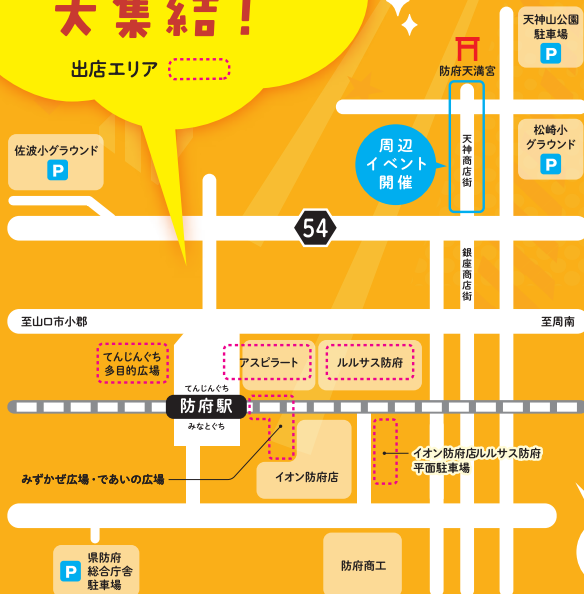 大集結！
出店エリア
天神山公園
駐車場
P
防府天満宮
松崎小
グラウンド
P
周辺
イベント
開催
天神商店街
佐波小グラウンド
P
54
銀座商店街
至山口市小郡
至周南
てんじんぐち
多目的広場
アスピラート
ルルサス防府
てんじんぐち
防府駅
みなとぐち
みずかぜ広場・であいの広場
イオン防府店
イオン防府店ルルサス防府
平面駐車場
P
県防府
総合庁舎
駐車場
防府商工